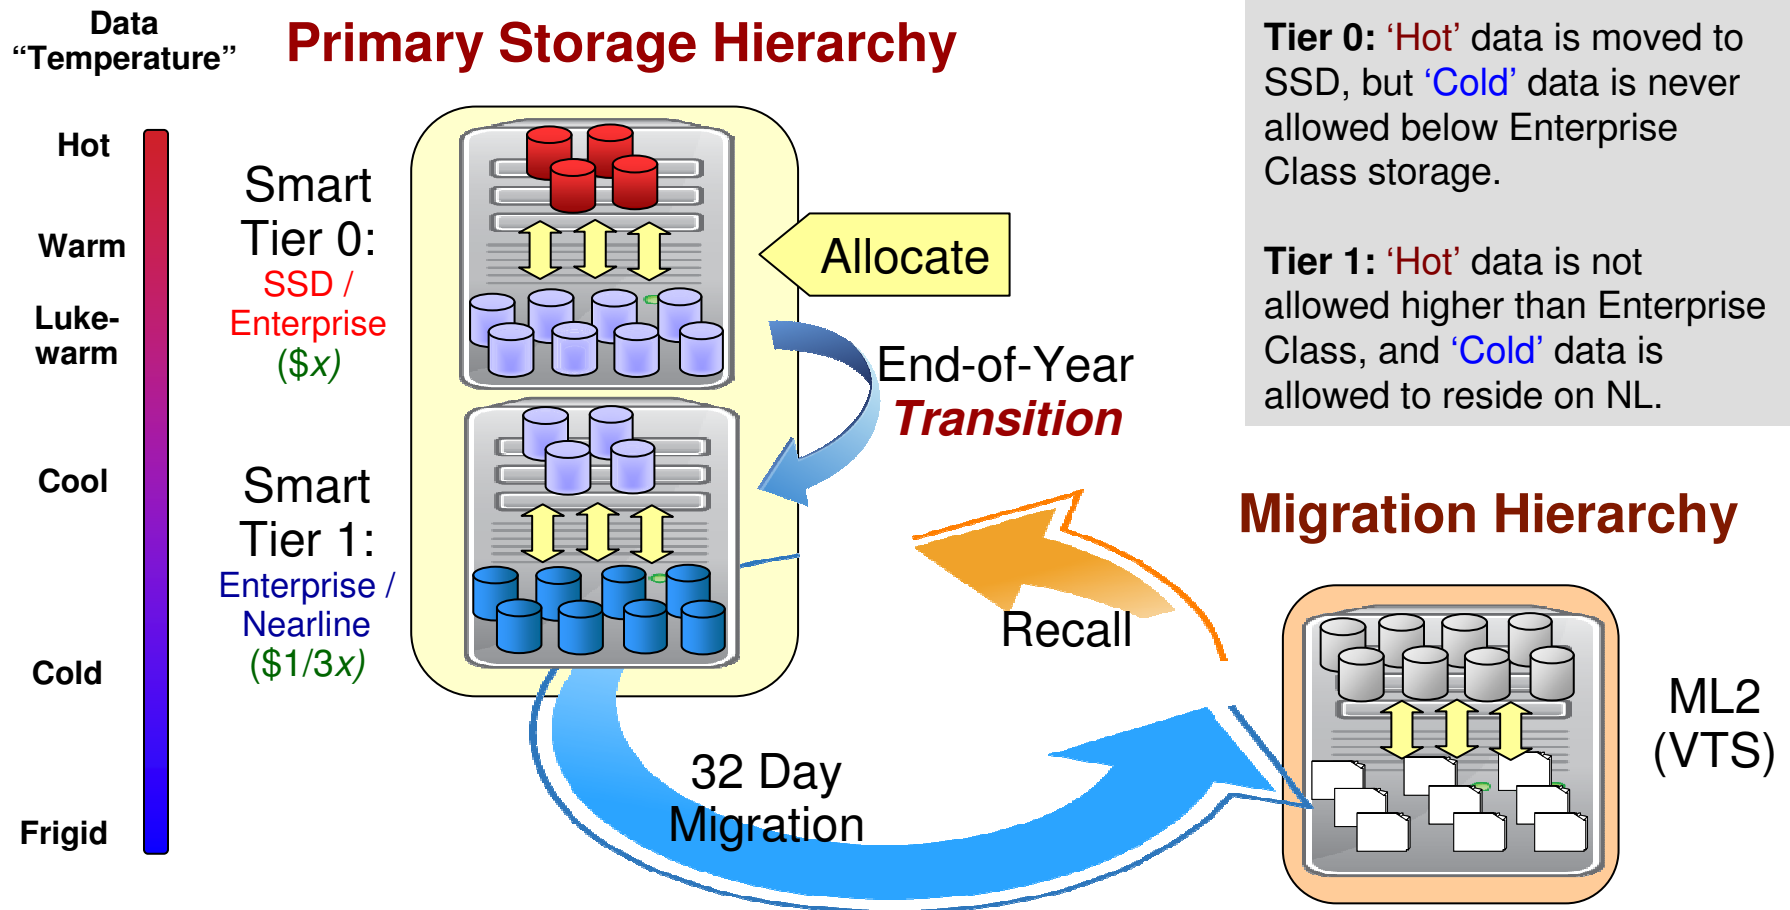 Data
“Temperature”
Primary Storage Hierarchy
Hot
Warm
Luke-
warm
Cool
Cold
Frigid
Smart
Tier 0:
SSD /
Enterprise
($x)
Smart
Tier 1:
Enterprise /
Nearline
($1/3x)
Allocate
End-of-Year
Transition
Tier 0: ‘Hot’ data is moved to
SSD, but ‘Cold’ data is never
allowed below Enterprise
Class storage.
Tier 1: ‘Hot’ data is not
allowed higher than Enterprise
Class, and ‘Cold’ data is
allowed to reside on NL.
Migration Hierarchy
Recall
32 Day
Migration
ML2
(VTS)